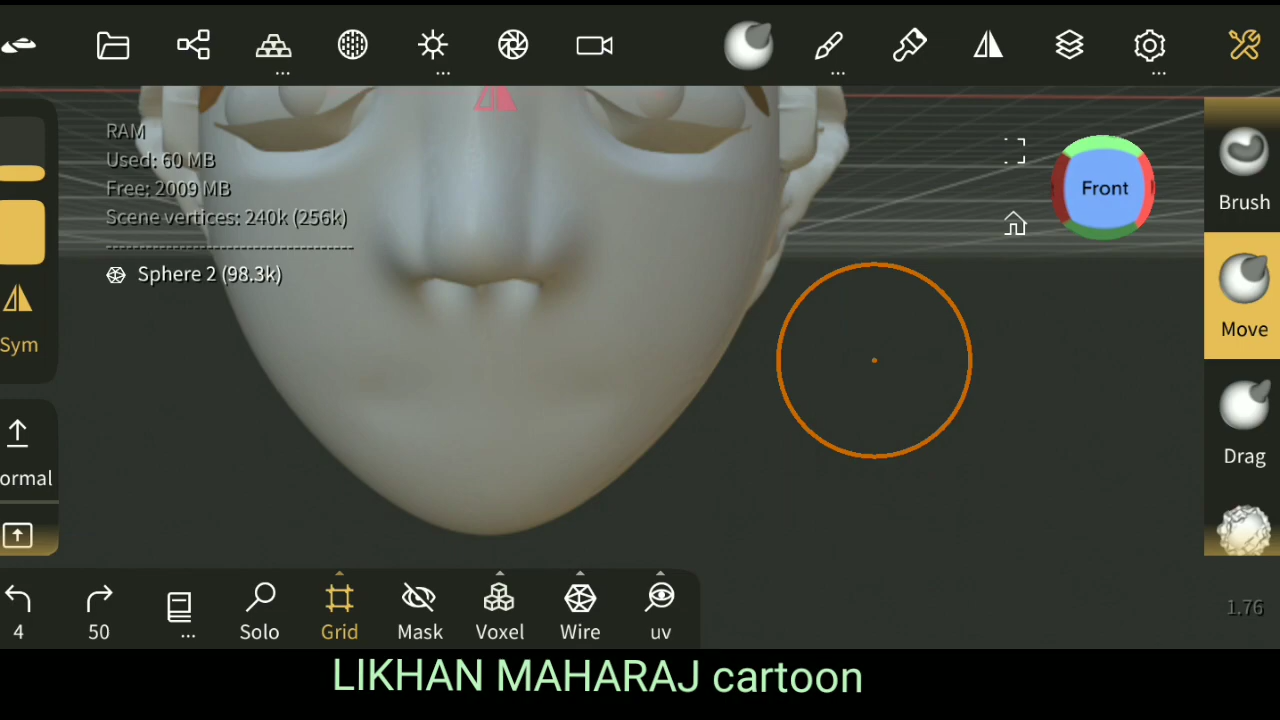 RAM
Used: 60 MB
Free: 2009 MB
Scene vertices: 240k (256k)
Sphere 2 (98.3k)
Front
Brush
Move
Drag
Sym
ormal
4
50
Solo
Grid
Mask
Voxel
Wire
uv
1.76
LIKHAN MAHARAJ cartoon